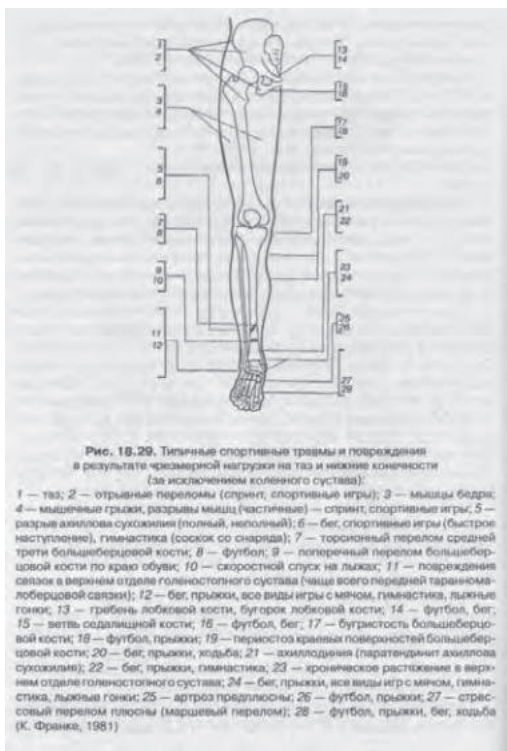 1
2
3
4
5
6
7
8
9
10
11
12
13
14
15
16
17
18
19
20
21
22
23
24
25
26
27
28
Рис. 18.29. Типичные спортивные травмы и повреждения
в результате чрезмерной нагрузки на таз и нижние конечности
(за исключением коленного сустава):
1 — таз; 2 — отрывные переломы (спринт, спортивные игры); 3 — мышцы бедра;
4 — мышечные грыжи, разрывы мышц (частичные) — спринт, спортивные игры; 5 —
разрыв ахиллова сухожилия (полный, неполный); 6 — бег, спортивные игры (быстрое
наступление), гимнастика (соскок со снаряда); 7 — торсионный перелом средней
трети большеберцовой кости; 8 — футбол; 9 — поперечный перелом большебер-
цовой кости по краю обуви; 10 — скоростной спуск на лыжах; 11 — повреждения
связок в верхнем отделе голеностопного сустава (чаще всего передней таранно-ма-
лоберцовой связки); 12 — бег, прыжки, все виды игры с мячом, гимнастика, лыжные
гонки; 13 — гребень лобковой кости, бугорок лобковой кости; 14 — футбол, бег;
15 — ветвь седалищной кости; 16 — футбол, бег; 17 — бугристость большеберцо-
вой кости; 18 — футбол, прыжки; 19 — периостоз краевых поверхностей большебер-
цовой кости; 20 — бег, прыжки, ходьба; 21 — ахиллодиния (паратендинит ахиллова
сухожилия); 22 — бег, прыжки, гимнастика; 23 — хроническое растяжение в верх-
нем отделе голеностопного сустава; 24 — бег, прыжки, все виды игр с мячом, гимна-
стика, лыжные гонки; 25 — артроз предплюсны; 26 — футбол, прыжки; 27 — стрес-
совый перелом плюсны (маршевый перелом); 28 — футбол, прыжки, бег, ходьба
(К. Франке, 1981)